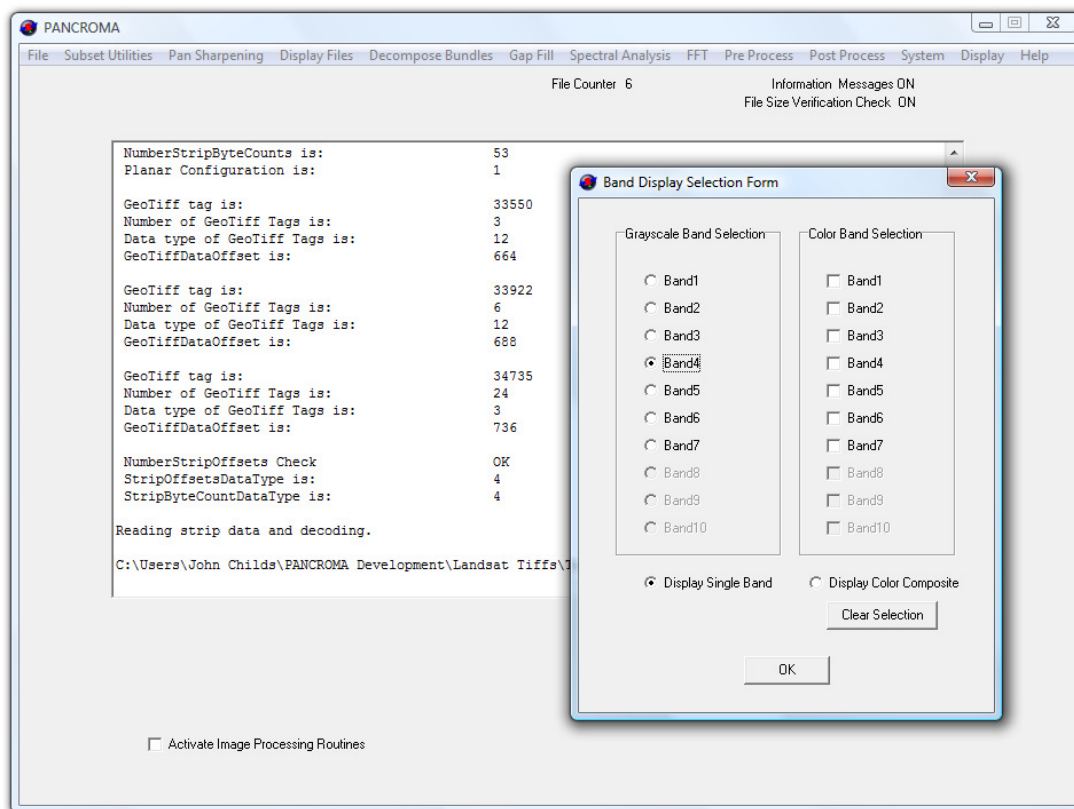 PANCROMA
File Subset Utilities Pan Sharpening Display Files Decompose Bundles Gap Fill Spectral Analysis FFT Pre Process Post Process System Display Help
File Counter 6
Information Messages ON
File Size Verification Check ON
NumberStripByteCounts is: 53
Planar Configuration is: 1
GeoTiff tag is: 33550
Number of GeoTiff Tags is: 3
Data type of GeoTiff Tags is: 12
GeoTiffDataOffset is: 664
GeoTiff tag is: 33922
Number of GeoTiff Tags is: 6
Data type of GeoTiff Tags is: 12
GeoTiffDataOffset is: 688
GeoTiff tag is: 34735
Number of GeoTiff Tags is: 24
Data type of GeoTiff Tags is: 3
GeoTiffDataOffset is: 736
NumberStripOffsets Check OK
StripOffsetsDataType is: 4
StripByteCountDataType is: 4
Reading strip data and decoding.
C:\Users\John Childs\PANCROMA Development\Landsat Tiffs\
Band Display Selection Form
Grayscale Band Selection
Band1
Band2
Band3
Band4
Band5
Band6
Band7
Band8
Band9
Band10
Color Band Selection
Band1
Band2
Band3
Band4
Band5
Band6
Band7
Band8
Band9
Band10
Display Single Band
Display Color Composite
Clear Selection
OK
Activate Image Processing Routines